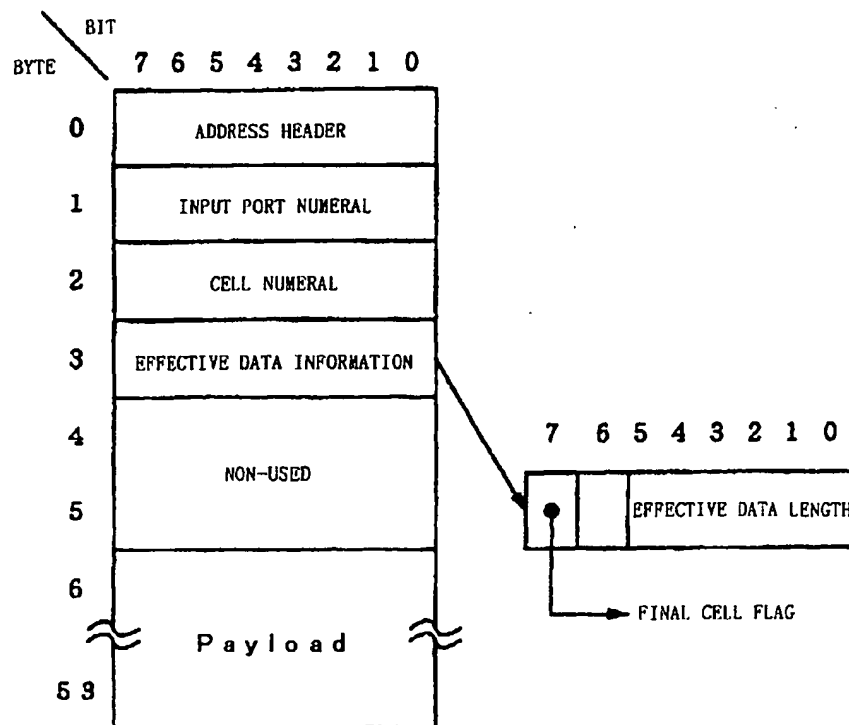 BIT
BYTE
7 6 5 4 3 2 1 0
0 ADDRESS HEADER
1 INPUT PORT NUMERAL
2 CELL NUMERAL
3 EFFECTIVE DATA INFORMATION
4
NON-USED
5
6
Payload
53
7 6 5 4 3 2 1 0
EFFECTIVE DATA LENGTH
FINAL CELL FLAG